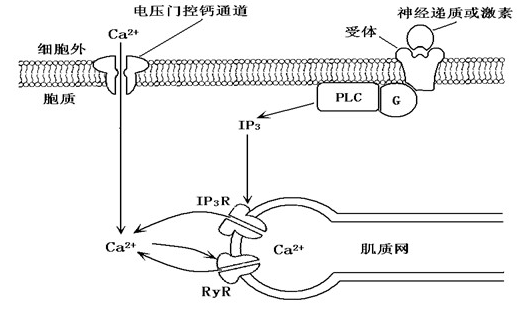 神经递质或激素
电压门控钙通道
Ca²⁺
受体
细胞外
胞质
PLC
G
IP₃
IP₃R
Ca²⁺
Ca²⁺
肌质网
RyR